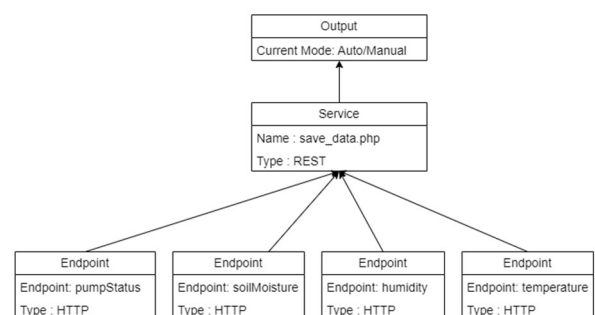 Output
Current Mode: Auto/Manual
Service
Name : save_data.php
Type : REST
Endpoint
Endpoint: pumpStatus
Type : HTTP
Endpoint
Endpoint: soilMoisture
Type : HTTP
Endpoint
Endpoint: humidity
Type : HTTP
Endpoint
Endpoint: temperature
Type : HTTP